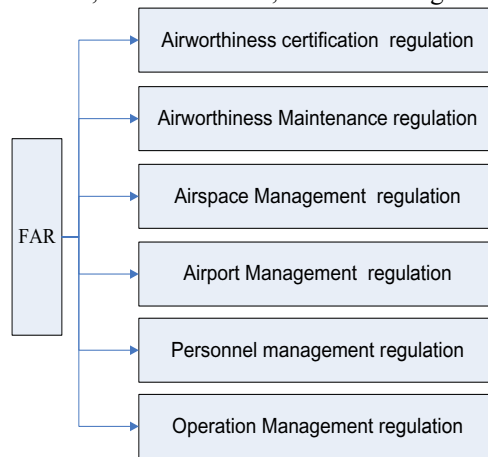 Airworthiness certification regulation
Airworthiness Maintenance regulation
Airspace Management regulation
FAR
Airport Management regulation
Personnel management regulation
Operation Management regulation